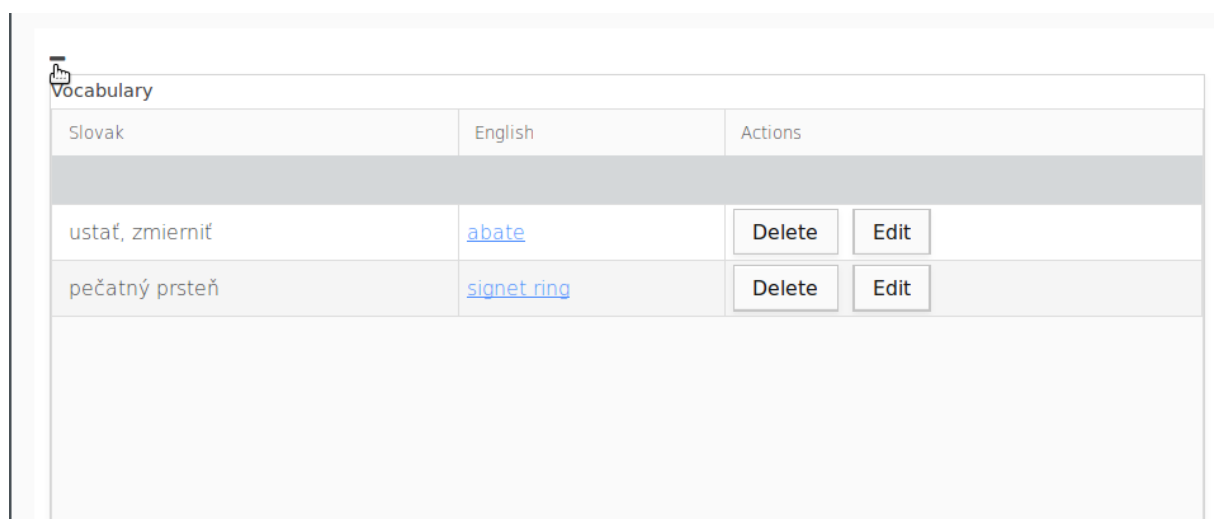 Vocabulary
Slovak English Actions
ustať, zmierniť abate Delete Edit
pečatný prsteň signet ring Delete Edit